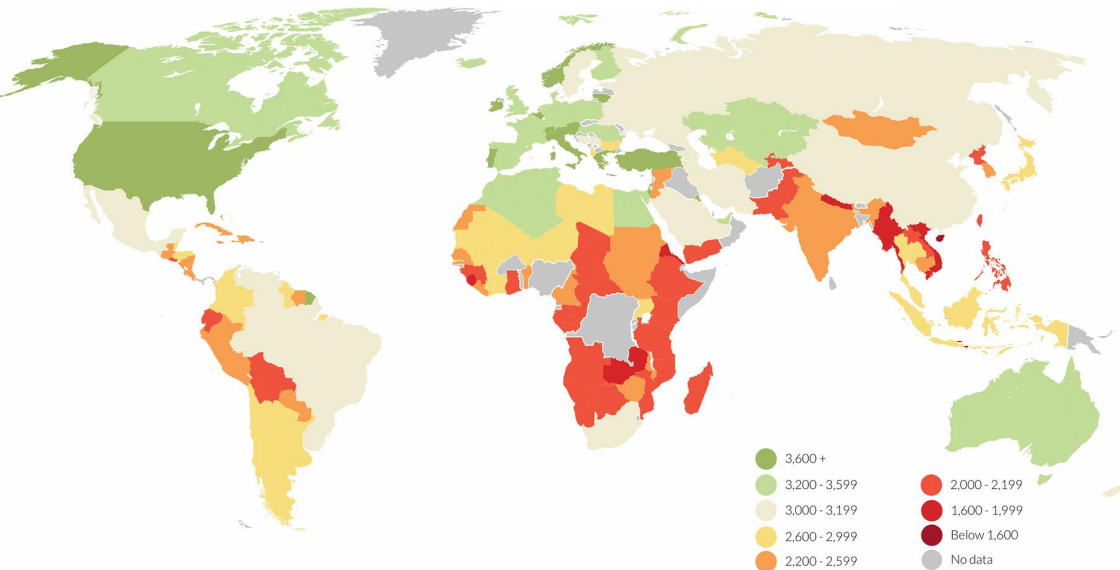 3,600 +
3,200 - 3,599
3,000 - 3,199
2,600 - 2,999
2,200 - 2,599
2,000 - 2,199
1,600 - 1,999
Below 1,600
No data